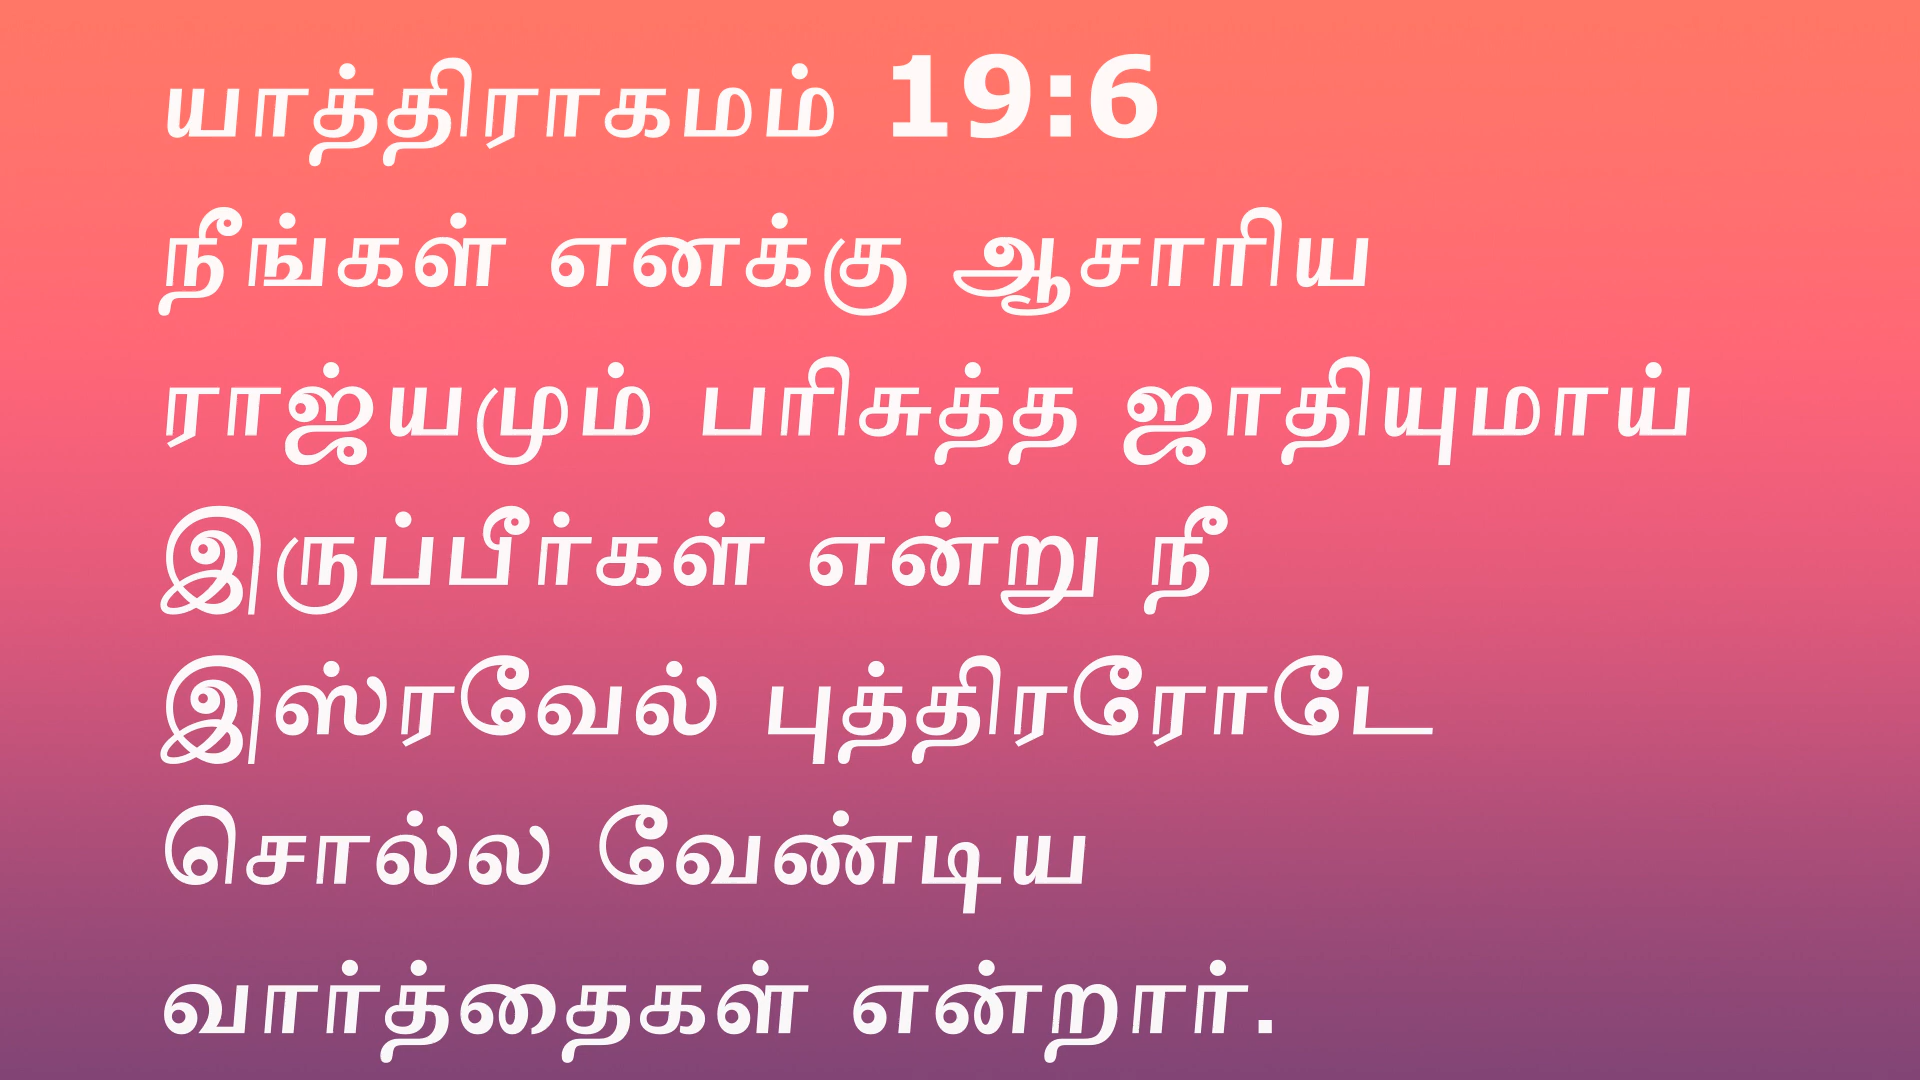 யாத்திராகமம் 19:6
நீங்கள் எனக்கு ஆசாரிய
ராஜ்யமும் பரிசுத்த ஜாதியுமாய்
இருப்பீர்கள் என்று நீ
இஸ்ரவேல் புத்திரரோடே
சொல்ல வேண்டிய
வார்த்தைகள் என்றார்.